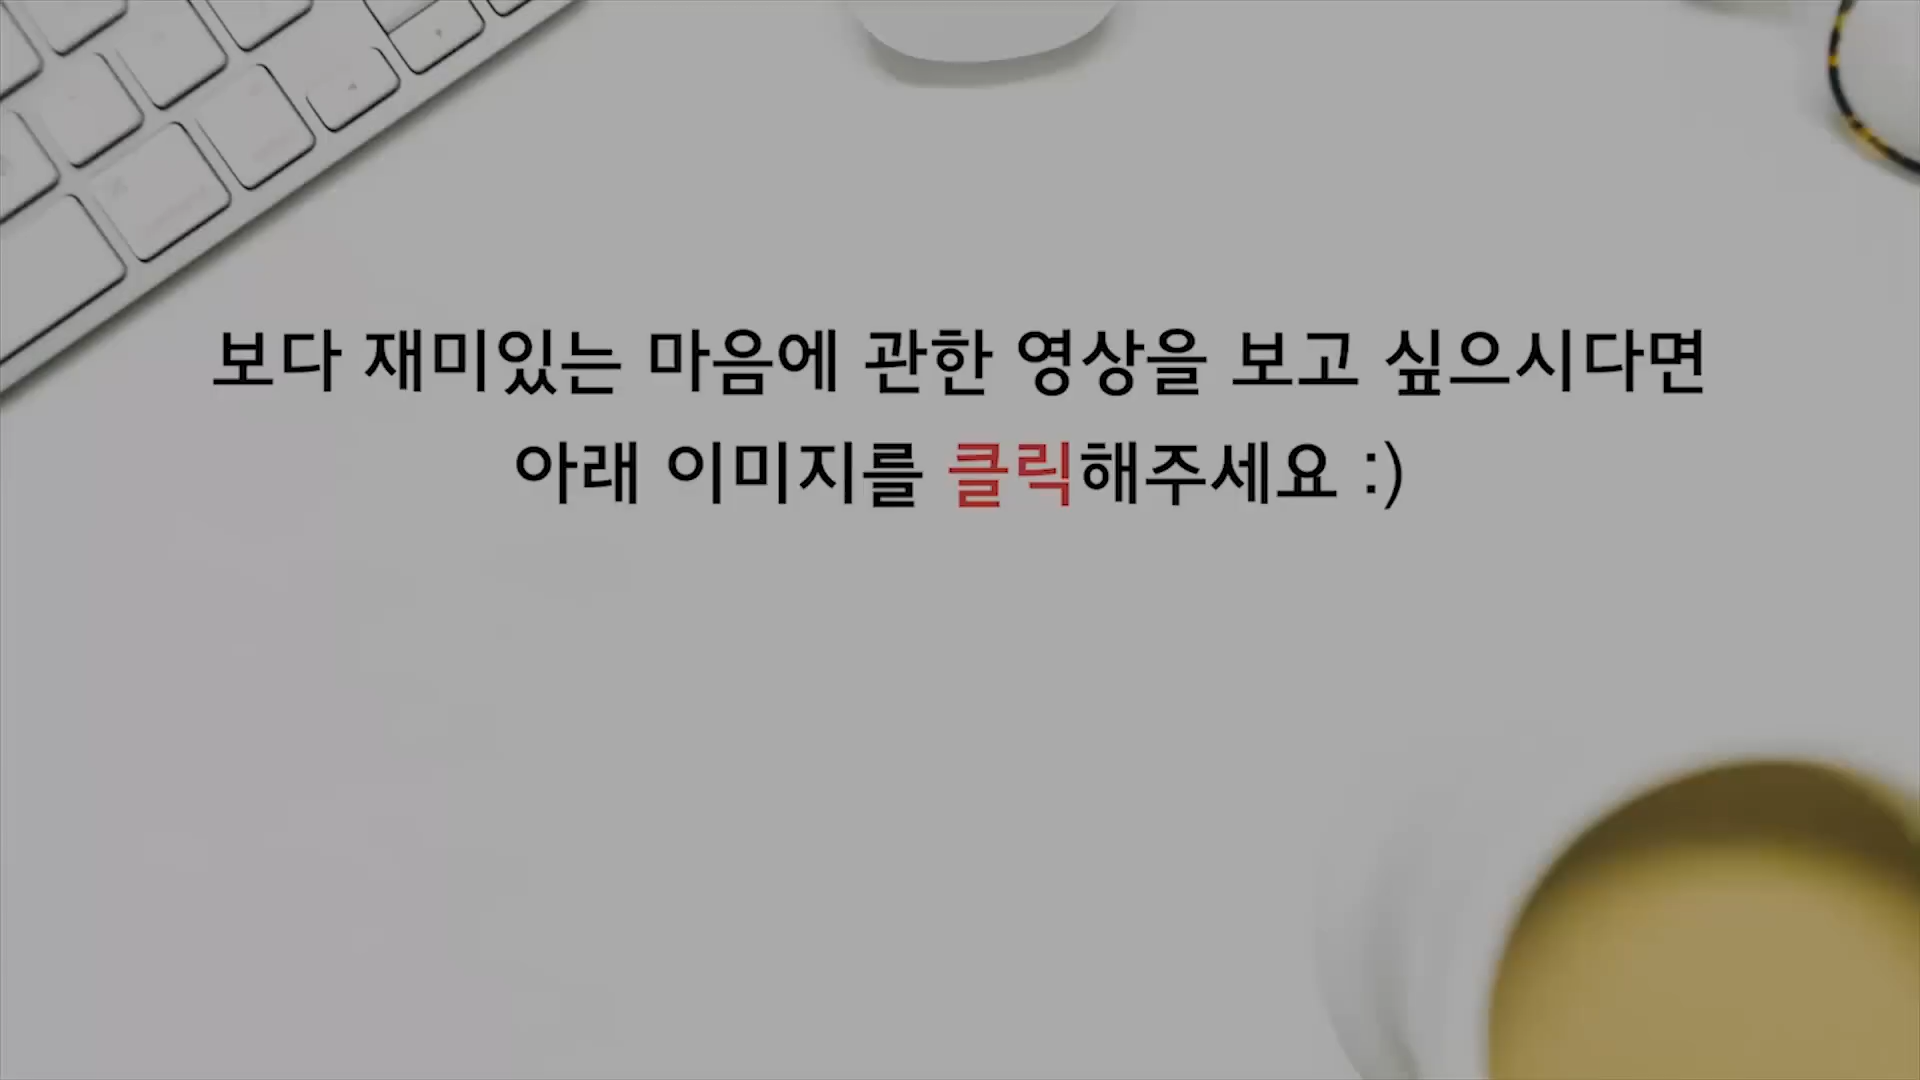 보다 재미있는 마음에 관한 영상을 보고 싶으시다면
아래 이미지를 클릭해주세요 :)